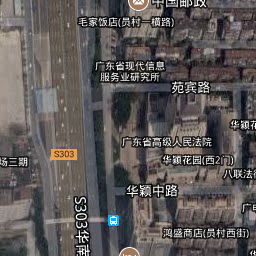 中国邮政
毛家饭店(员村一横路)
广东省现代信息
服务业研究所
苑宾路
广东省高级人民法院
华颖
华颖花园(西2门)
场三期
S303
八联法律
华颖中路
S303华南
广申
鸿盛商店(员村西街)